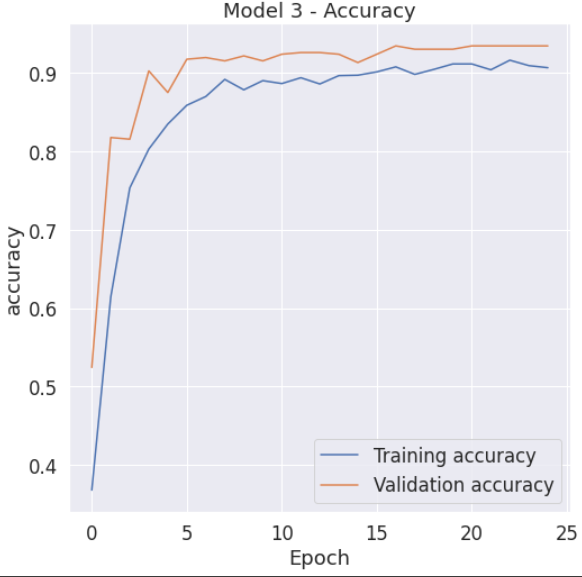 Model 3 - Accuracy
0.9
0.8
0.7
0.6
0.5
0.4
accuracy
Training accuracy
Validation accuracy
0 5 10 15 20 25
Epoch